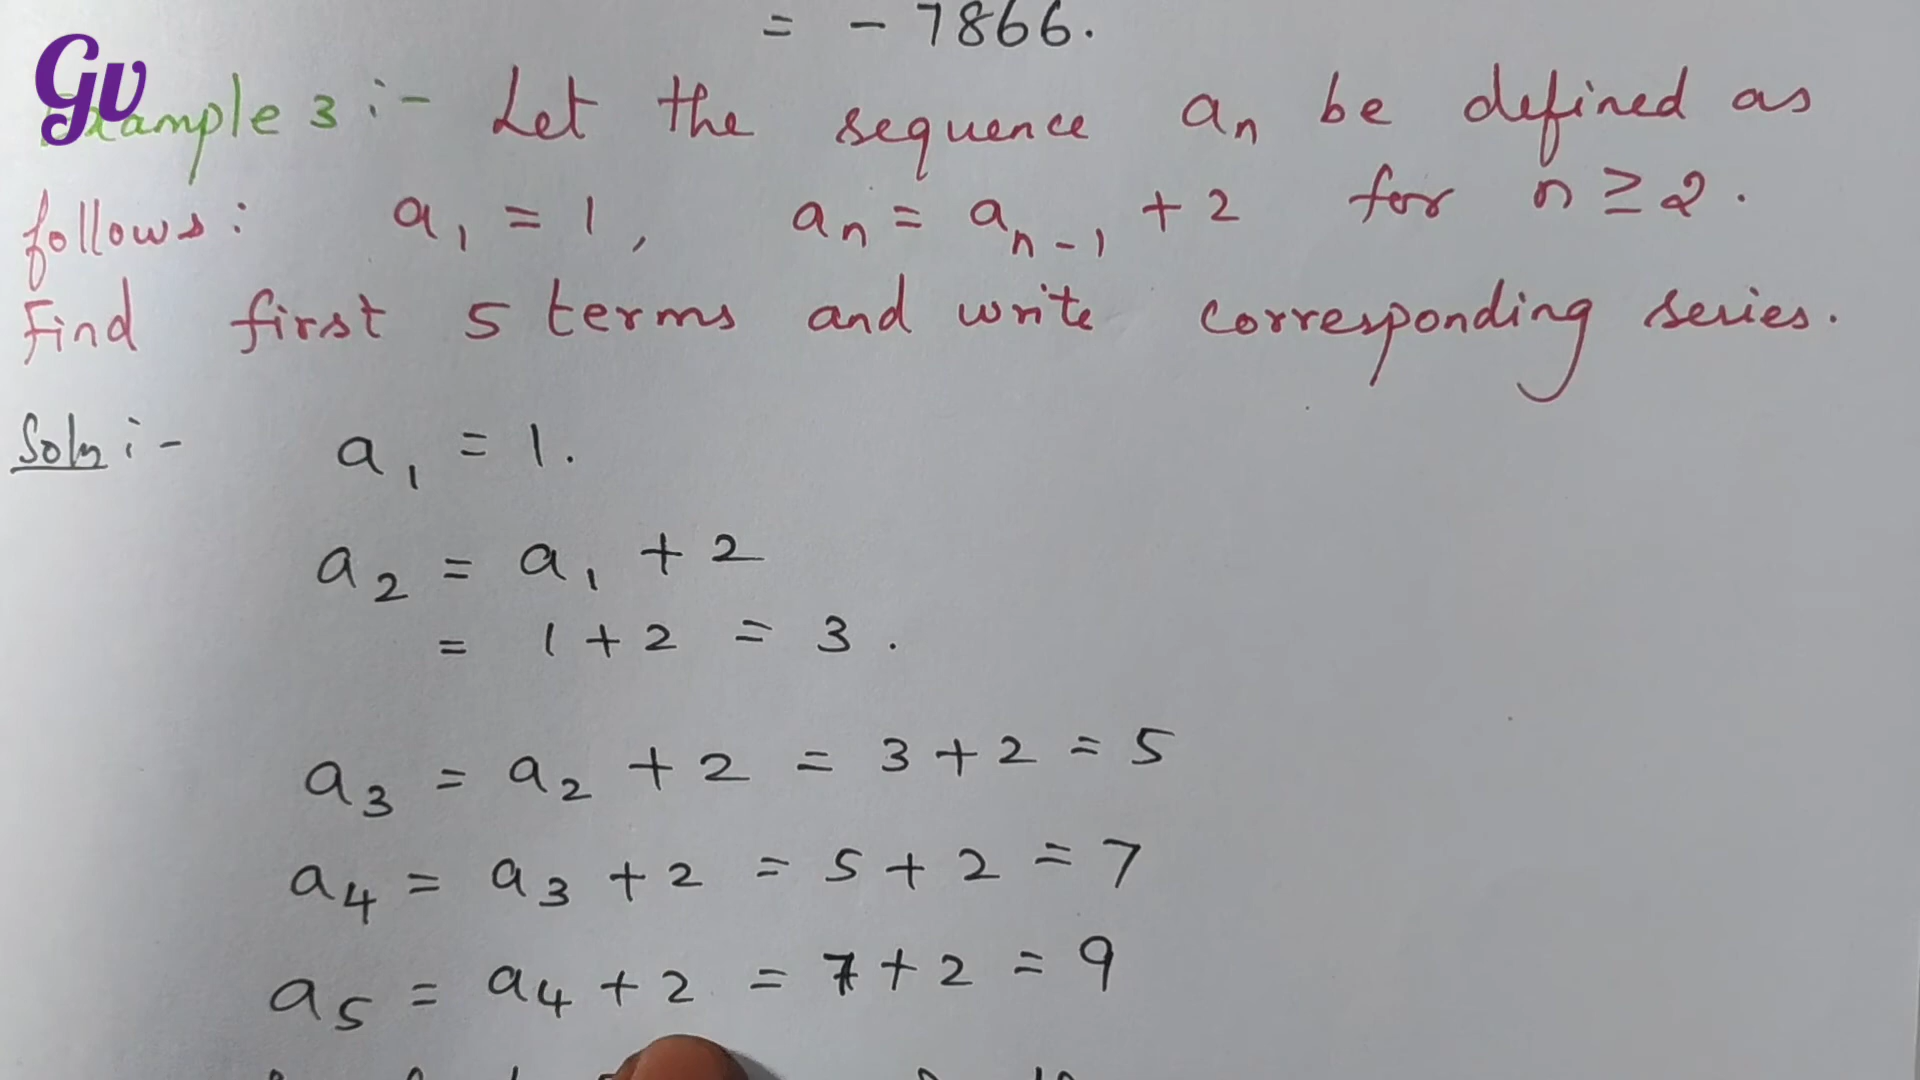 = - 7866.
Gv
Example 3 :- Let the sequence aₙ be defined as
follows: a₁ = 1, aₙ = aₙ₋₁ + 2 for n ≥ 2.
Find first 5 terms and write corresponding series.
Soln :- a₁ = 1.
a₂ = a₁ + 2
= 1 + 2 = 3.
a₃ = a₂ + 2 = 3 + 2 = 5
a₄ = a₃ + 2 = 5 + 2 = 7
a₅ = a₄ + 2 = 7 + 2 = 9